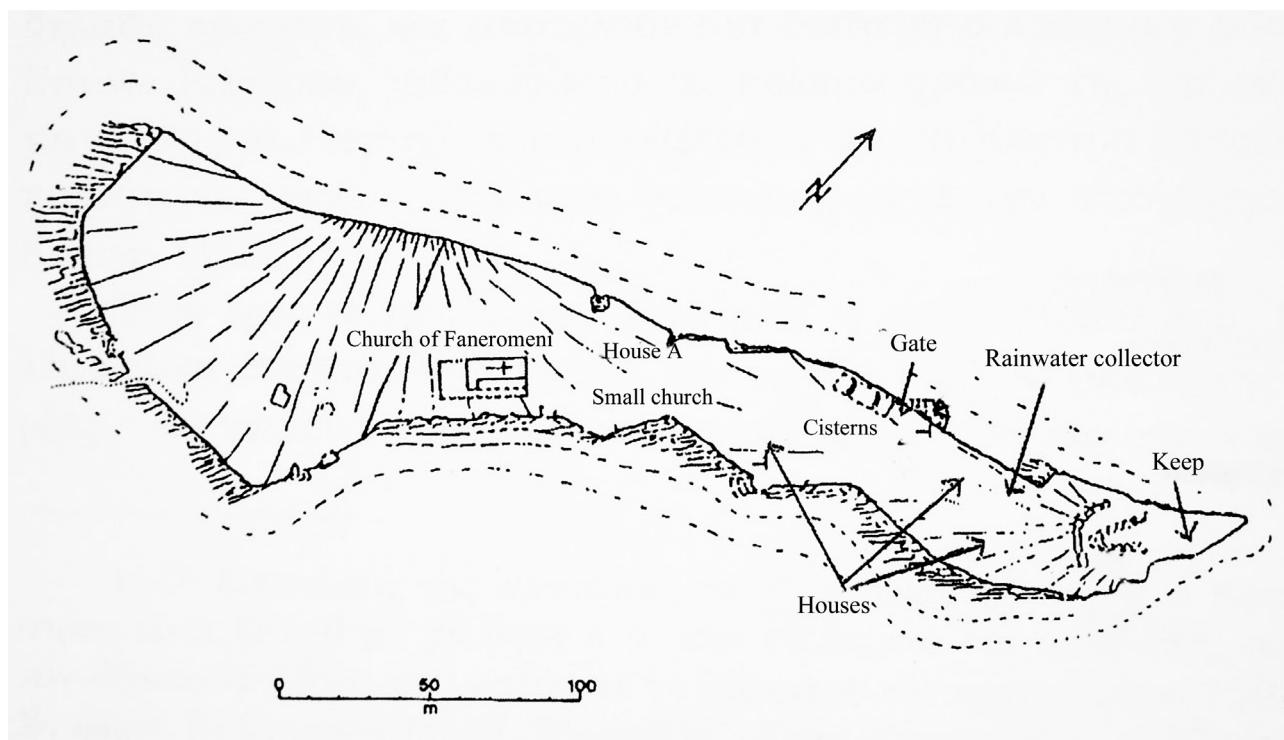 N
Gate
Rainwater collector
Church of Faneromeni
House A
Small church
Cisterns
Keep
Houses
0 50 100
m